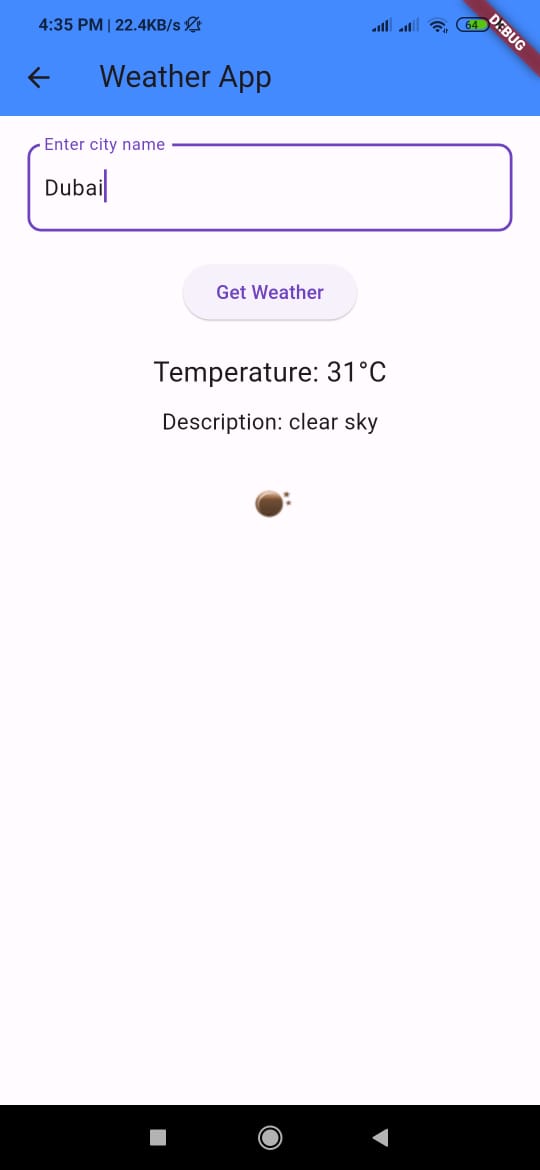 4:35 PM | 22.4KB/s
64
DEBUG
Weather App
Enter city name
Dubai
Get Weather
Temperature: 31°C
Description: clear sky